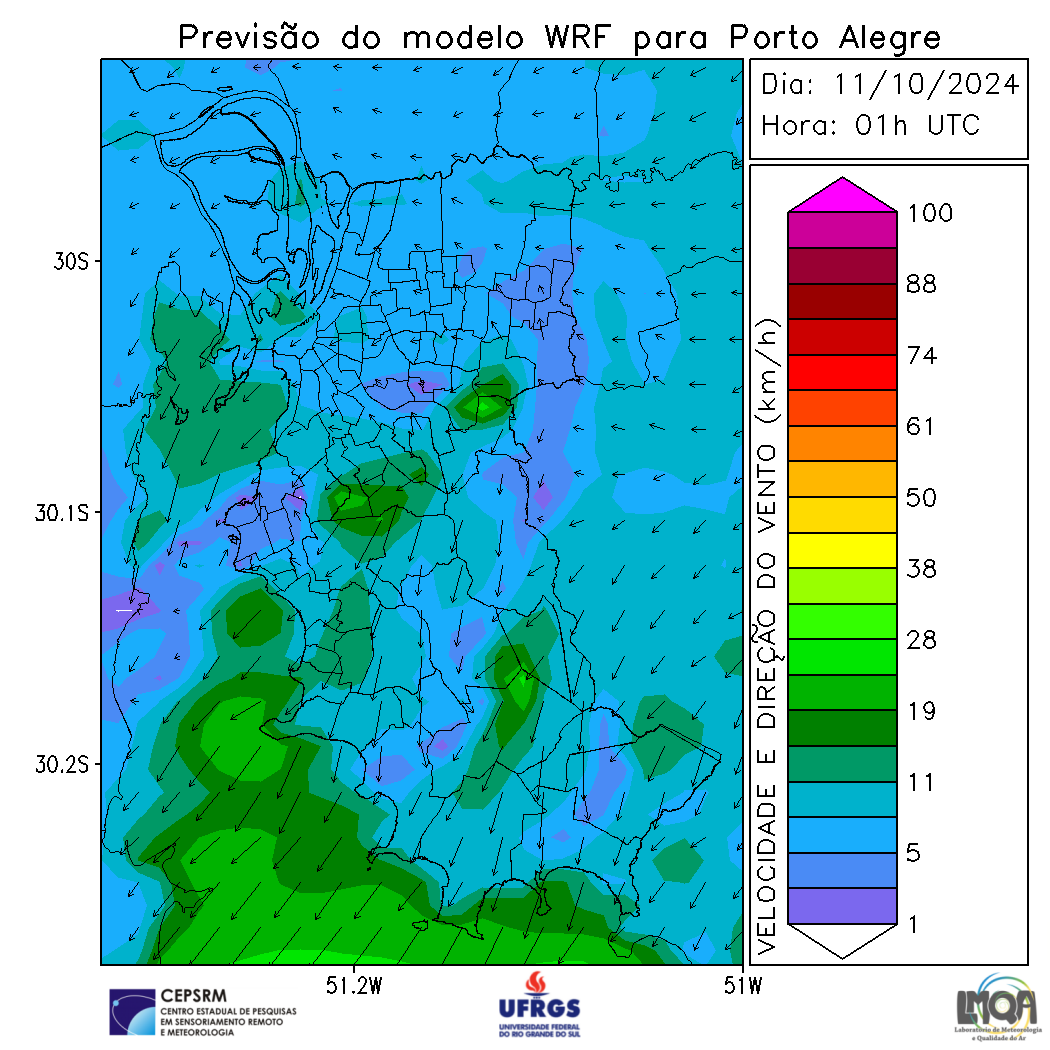 Previsão do modelo WRF para Porto Alegre
Dia: 11/10/2024
Hora: 01h UTC
30S
30.1S
30.2S
51.2W
51W
VELOCIDADE E DIREÇÃO DO VENTO (km/h)
100
88
74
61
50
38
28
19
11
5
1
CEPSRM
CENTRO ESTADUAL DE PESQUISAS
EM SENSORIAMENTO REMOTO
E METEOROLOGIA
UFRGS
UNIVERSIDADE FEDERAL
DO RIO GRANDE DO SUL
LMQA
Laboratório de Meteorologia
e Qualidade do Ar